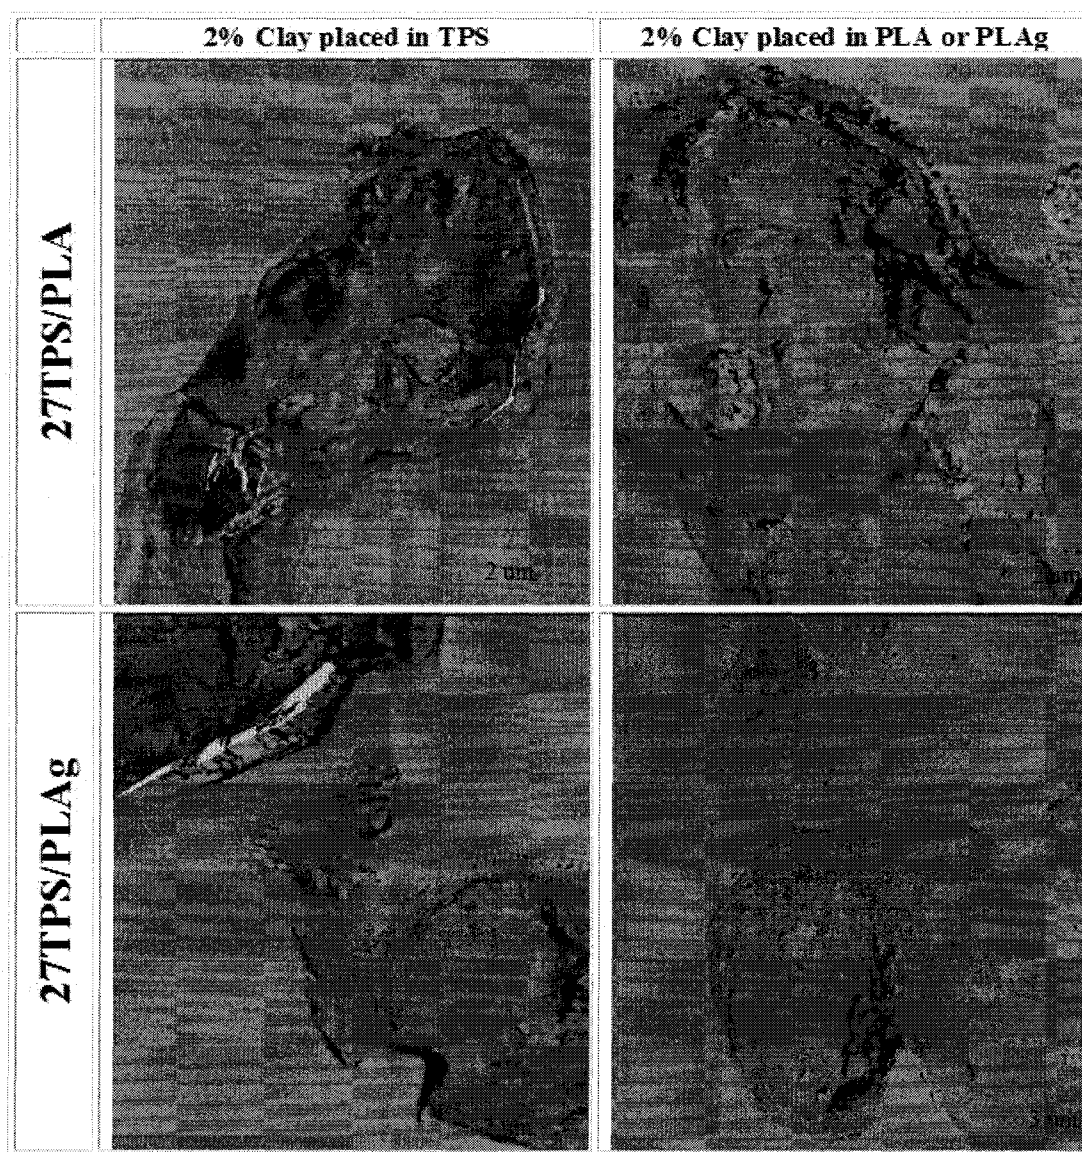 2% Clay placed in TPS
2% Clay placed in PLA or PLAg
27TPS/PLA
2 um
27TPS/PLAg